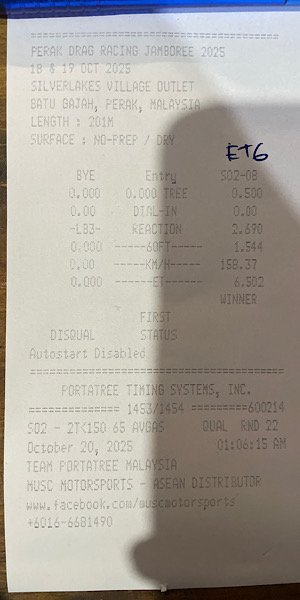 ========================================
PERAK DRAG RACING JAMBOREE 2025
18 & 19 OCT 2025
SILVERLAKES VILLAGE OUTLET
BATU GAJAH, PERAK, MALAYSIA
LENGTH : 201M
SURFACE : NO-PREP / DRY
ET6
BYE Entry S02-08
0.000 0.000 TREE 0.500
0.00 DIAL-IN 0.00
-LB3- REACTION 2.690
0.000 -----60FT----- 1.544
0.00 -----KM/H----- 158.37
0.000 ------ET------ 6.502
WINNER
FIRST
DISQUAL STATUS
Autostart Disabled
========================================
PORTATREE TIMING SYSTEMS, INC.
============== 1453/1454 =========600214
S02 - 2TK150 65 AVGAS QUAL RND 22
October 20, 2025 01:06:15 AM
TEAM PORTATREE MALAYSIA
MUSC MOTORSPORTS - ASEAN DISTRIBUTOR
www.facebook.com/muscmotorsports
+6016-6681490